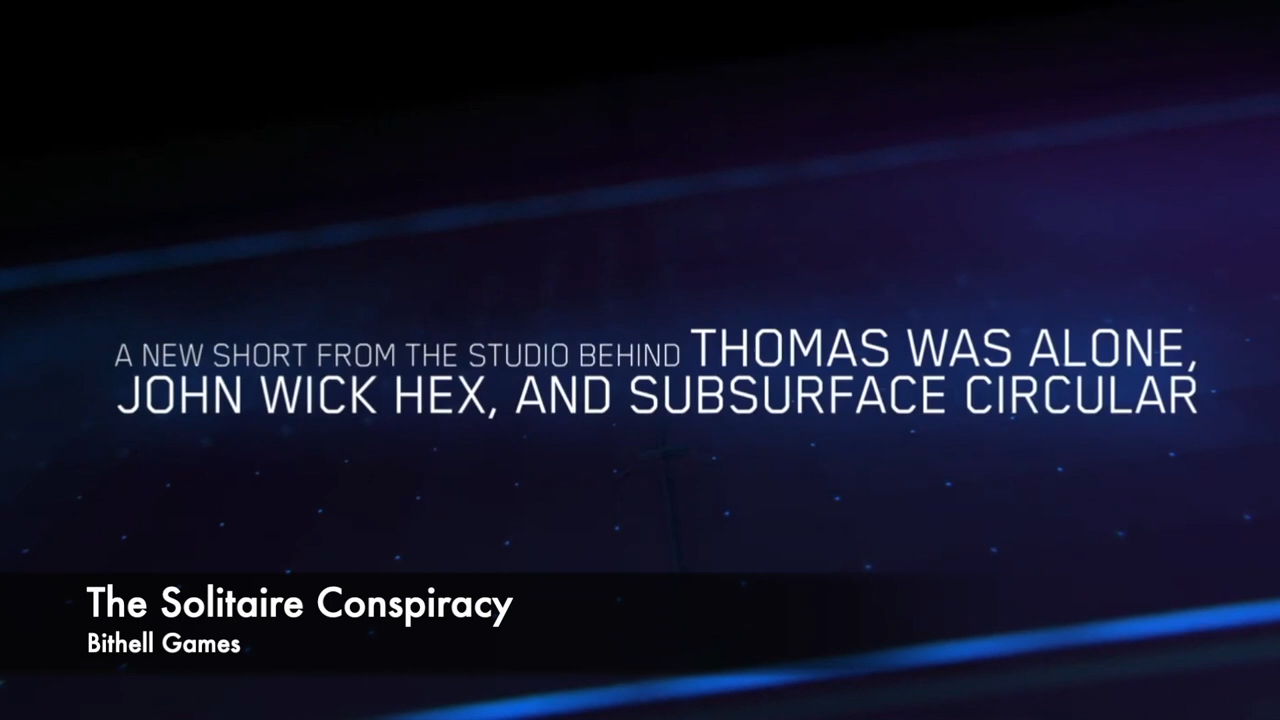 A NEW SHORT FROM THE STUDIO BEHIND THOMAS WAS ALONE,
JOHN WICK HEX, AND SUBSURFACE CIRCULAR
The Solitaire Conspiracy
Bithell Games